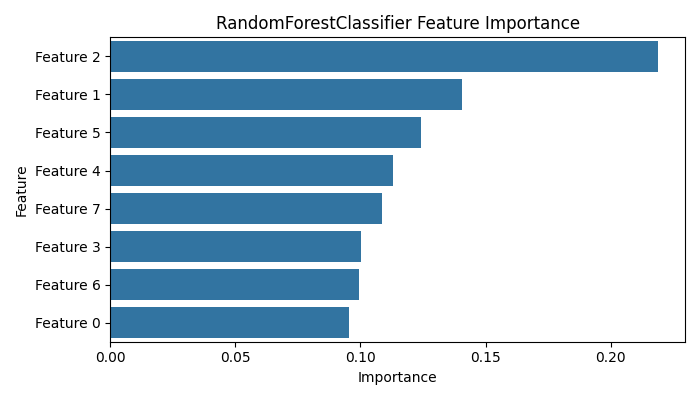 RandomForestClassifier Feature Importance
Feature 2
Feature 1
Feature 5
Feature 4
Feature 7
Feature 3
Feature 6
Feature 0
Feature
0.00 0.05 0.10 0.15 0.20
Importance